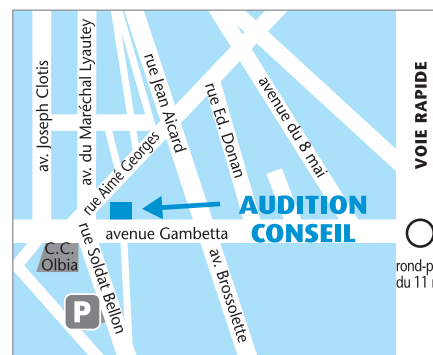 av. Joseph Clotis
av. du Maréchal Lyautey
rue Jean Aicard
rue Ed. Donan
avenue du 8 mai
VOIE RAPIDE
rue Aimé Georges
AUDITION
CONSEIL
avenue Gambetta
C.C.
Olbia
rue Soldat Bellon
av. Brossolette
P
du 11